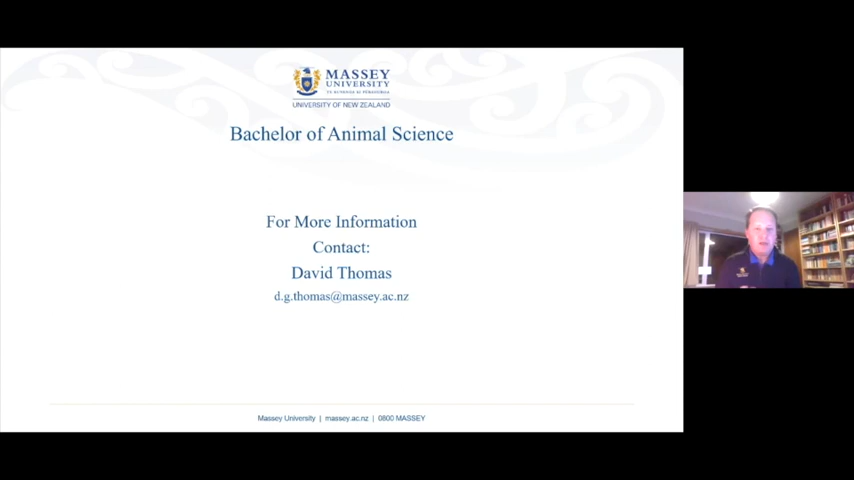 MASSEY
UNIVERSITY
TE KUNENGA KI PŪREHUROA
UNIVERSITY OF NEW ZEALAND
Bachelor of Animal Science
For More Information
Contact:
David Thomas
d.g.thomas@massey.ac.nz
Massey University | massey.ac.nz | 0800 MASSEY